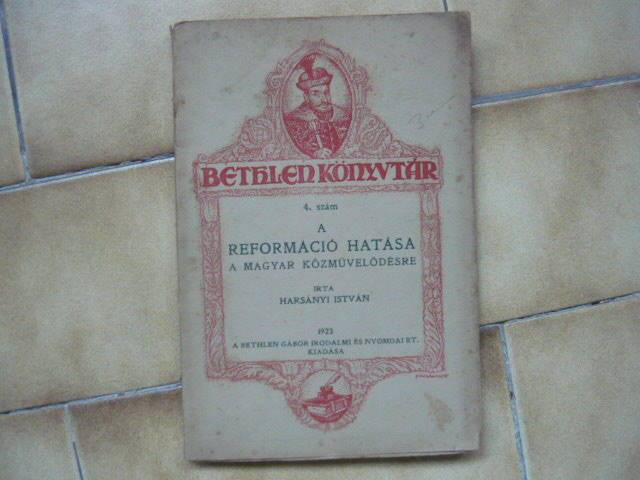 BETHLEN KÖNYVTÁR
4. szám
A
REFORMÁCIÓ HATÁSA
A MAGYAR KÖZMŰVELŐDÉSRE
IRTA
HARSÁNYI ISTVÁN
1923
A BETHLEN GÁBOR IRODALMI ÉS NYOMDAI RT.
KIADÁSA